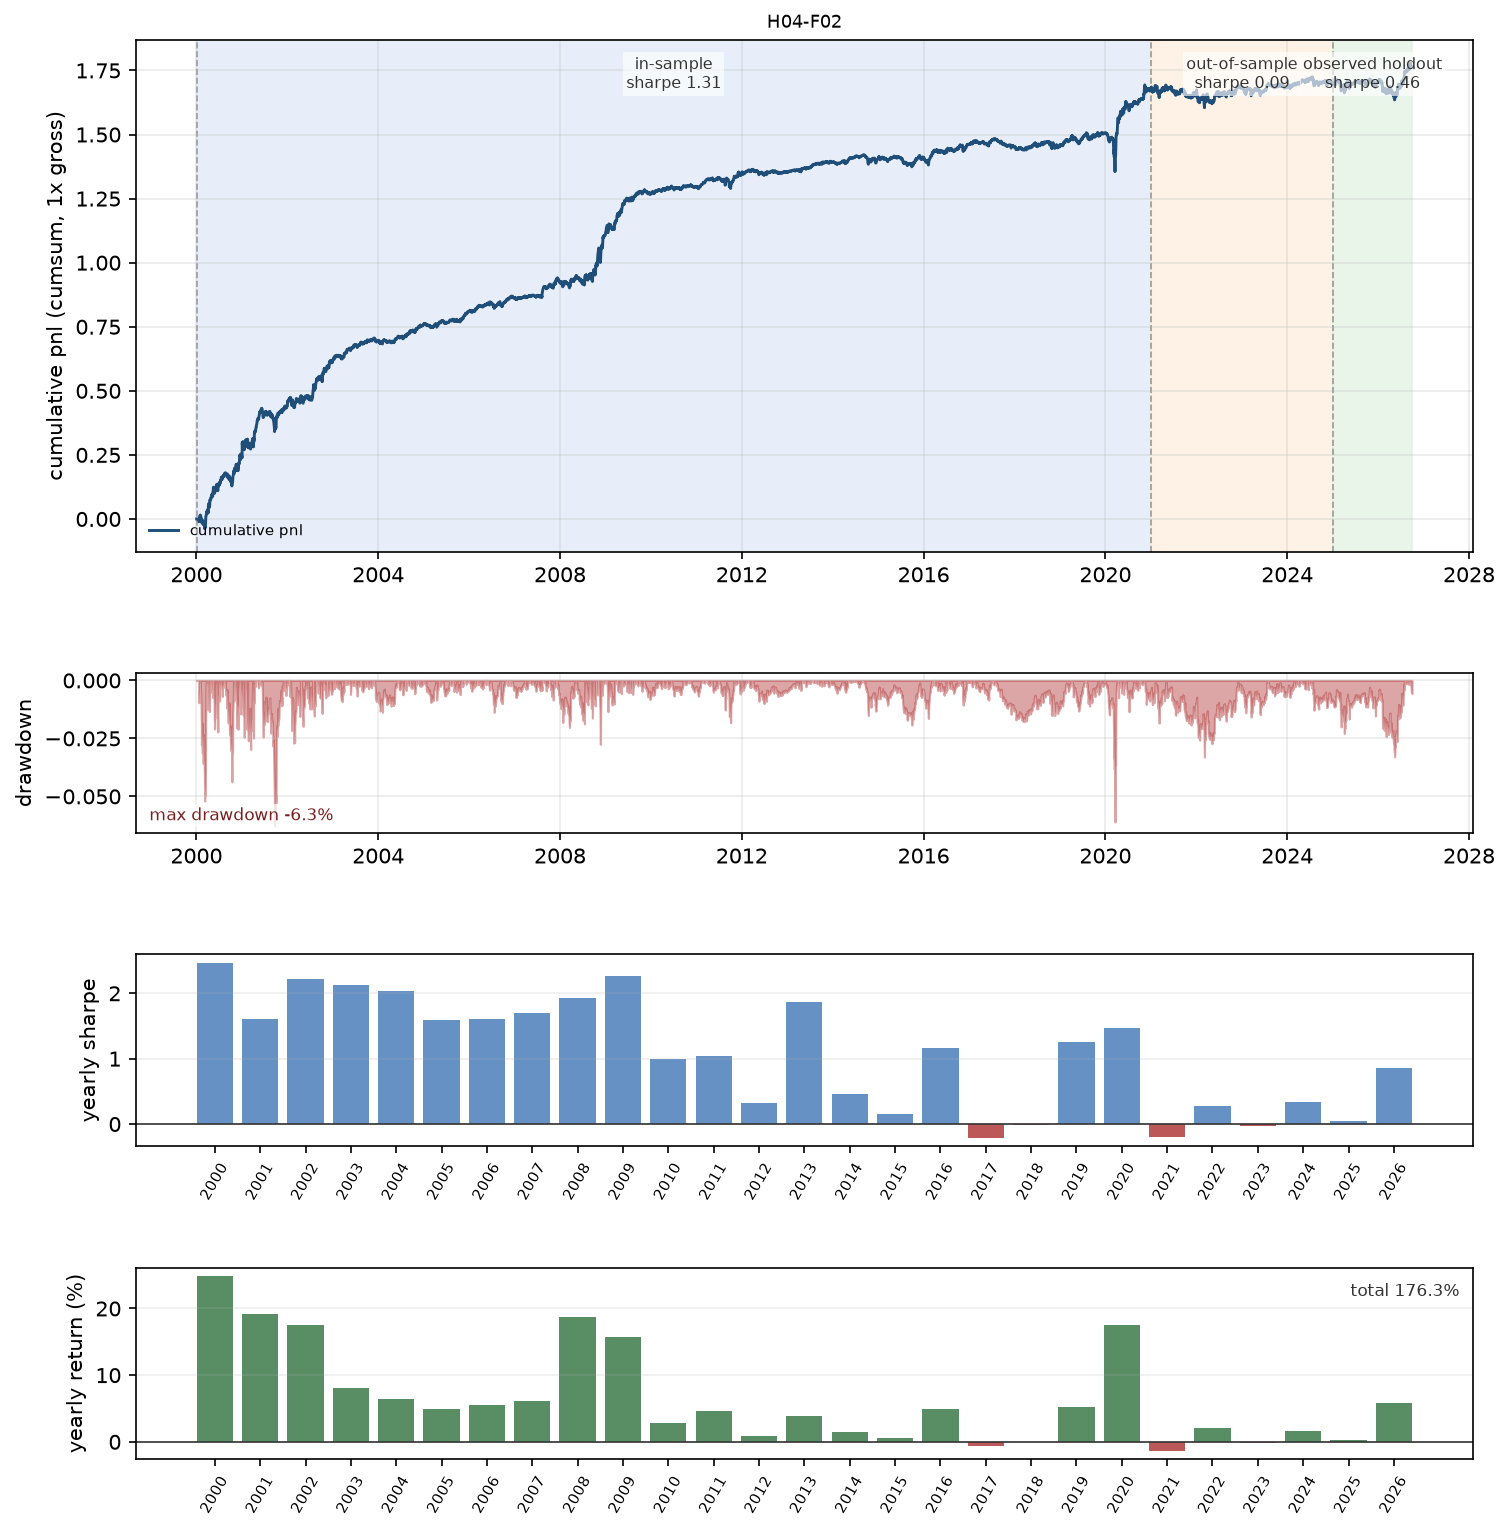 H04-F02
cumulative pnl (cumsum, 1x gross)
1.75
1.50
1.25
1.00
0.75
0.50
0.25
0.00
in-sample
sharpe 1.31
out-of-sample observed holdout
sharpe 0.09 sharpe 0.46
cumulative pnl
2000 2004 2008 2012 2016 2020 2024 2028
drawdown
0.000
−0.025
−0.050
max drawdown -6.3%
2000 2004 2008 2012 2016 2020 2024 2028
yearly sharpe
2
1
0
2000 2001 2002 2003 2004 2005 2006 2007 2008 2009 2010 2011 2012 2013 2014 2015 2016 2017 2018 2019 2020 2021 2022 2023 2024 2025 2026
yearly return (%)
20
10
0
total 176.3%
2000 2001 2002 2003 2004 2005 2006 2007 2008 2009 2010 2011 2012 2013 2014 2015 2016 2017 2018 2019 2020 2021 2022 2023 2024 2025 2026